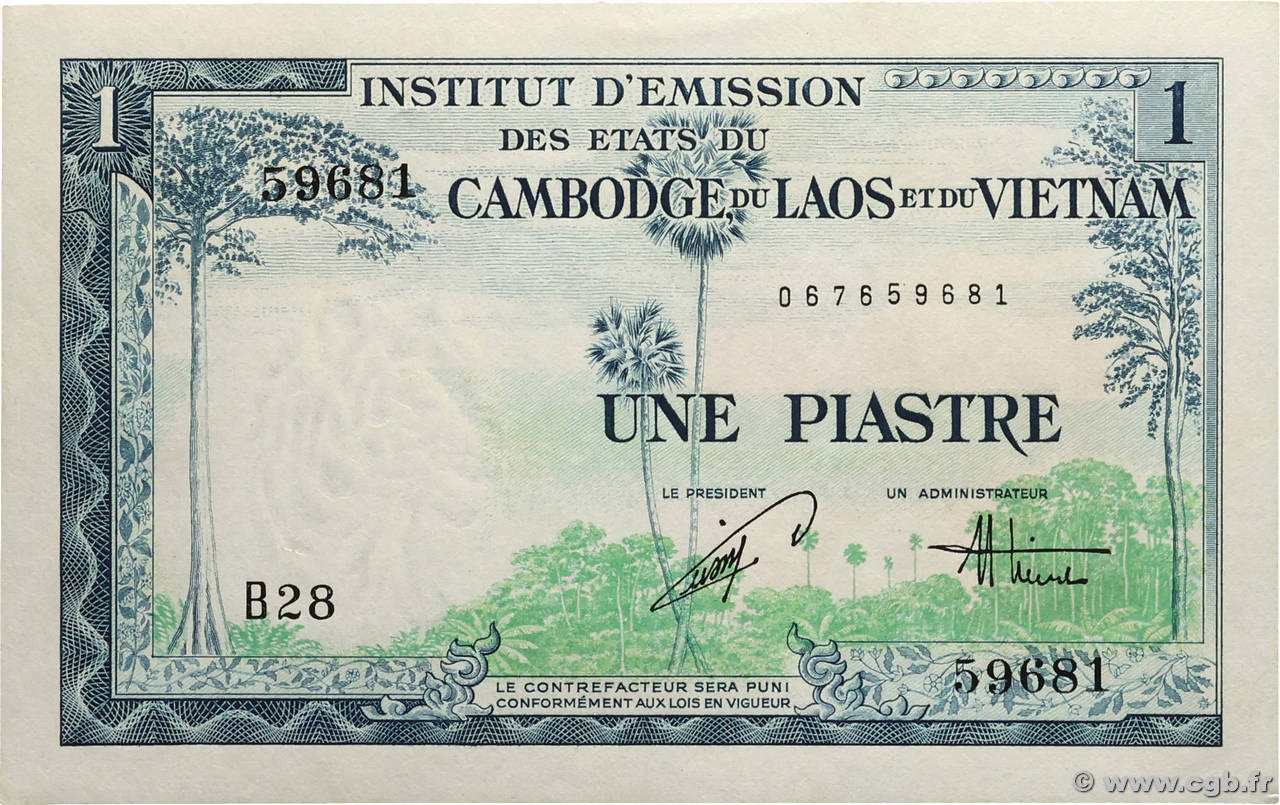 1
INSTITUT D'EMISSION
1
DES ETATS DU
59681
CAMBODGE, DU LAOS ET DU VIETNAM
067659681
UNE PIASTRE
LE PRESIDENT UN ADMINISTRATEUR
B28
59681
LE CONTREFACTEUR SERA PUNI
CONFORMÉMENT AUX LOIS EN VIGUEUR
© www.cgb.fr